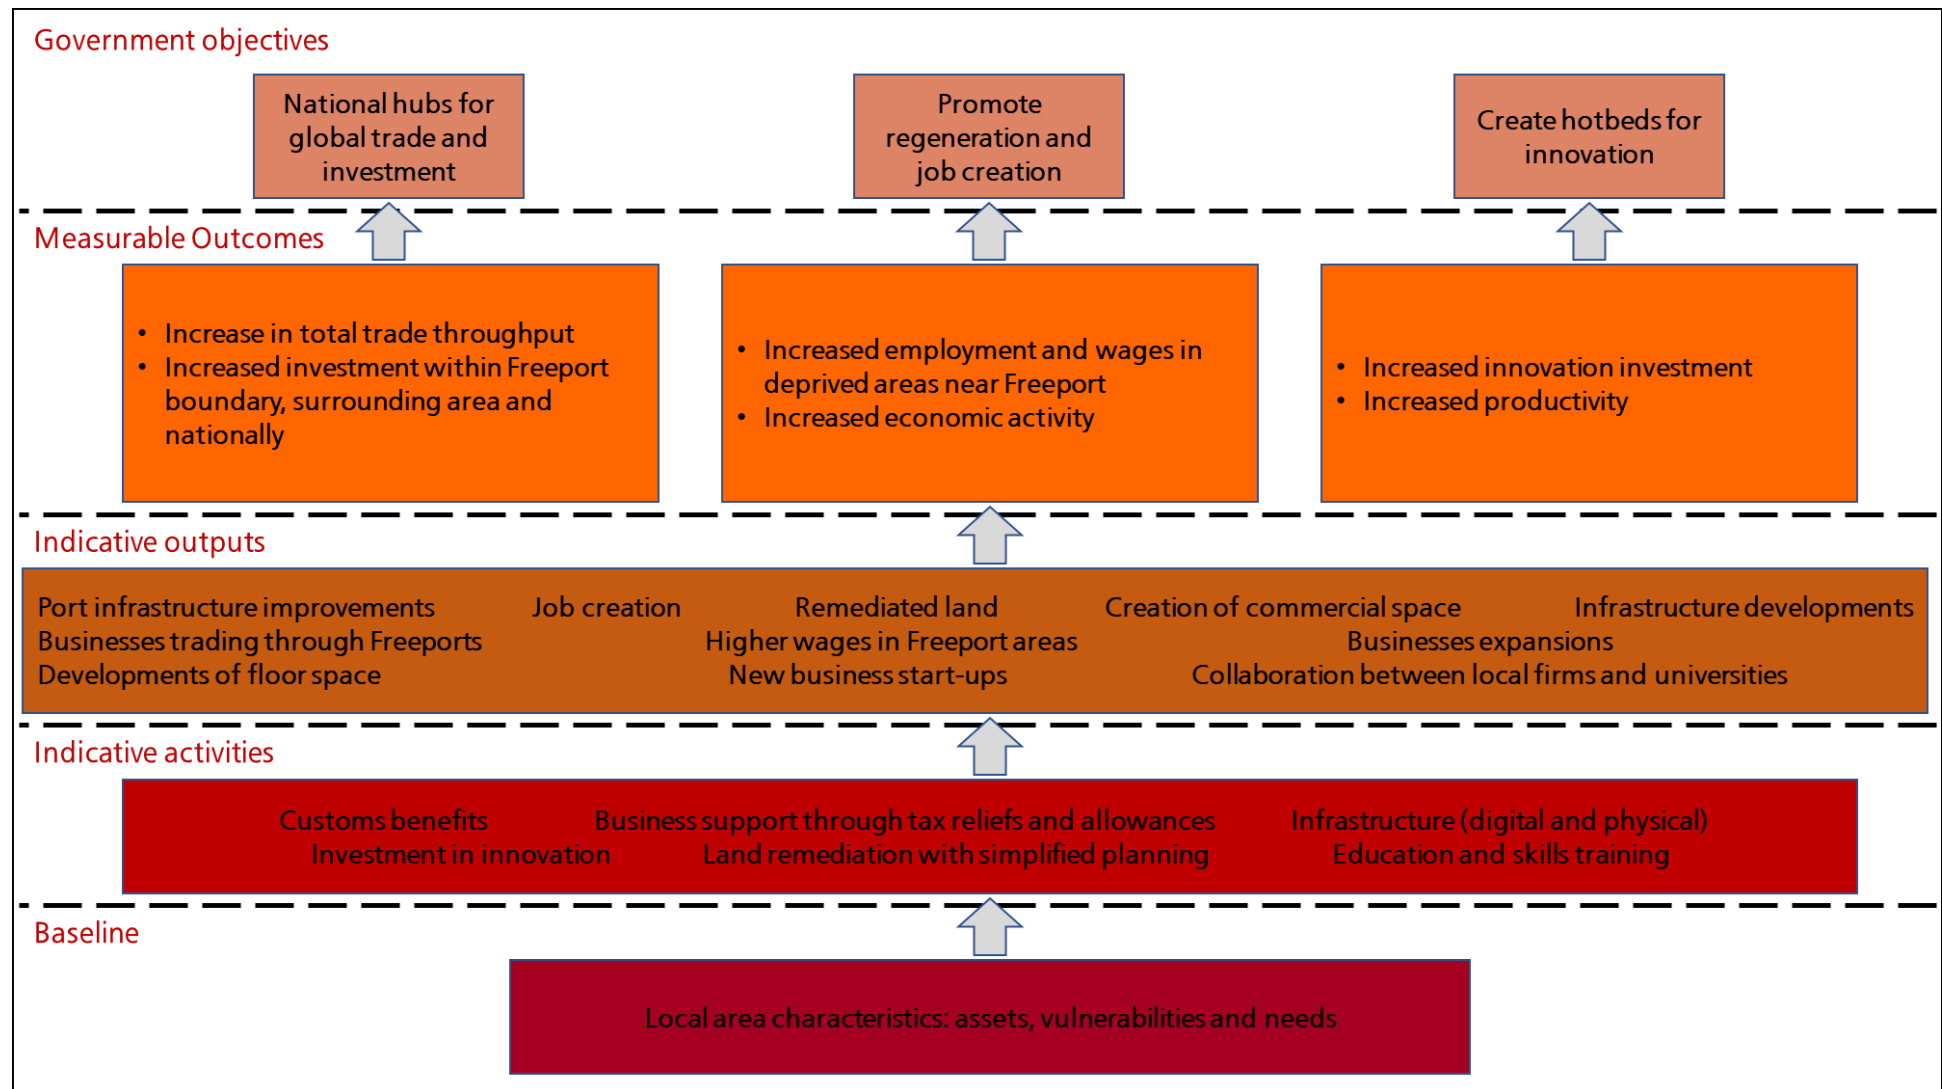 Government objectives
National hubs for
global trade and
investment
Promote
regeneration and
job creation
Create hotbeds for
innovation
Measurable Outcomes
• Increase in total trade throughput
• Increased investment within Freeport
boundary, surrounding area and
nationally
• Increased employment and wages in
deprived areas near Freeport
• Increased economic activity
• Increased innovation investment
• Increased productivity
Indicative outputs
Port infrastructure improvements Job creation Remediated land Creation of commercial space Infrastructure developments
Businesses trading through Freeports Higher wages in Freeport areas Businesses expansions
Developments of floor space New business start-ups Collaboration between local firms and universities
Indicative activities
Customs benefits Business support through tax reliefs and allowances Infrastructure (digital and physical)
Investment in innovation Land remediation with simplified planning Education and skills training
Baseline
Local area characteristics: assets, vulnerabilities and needs